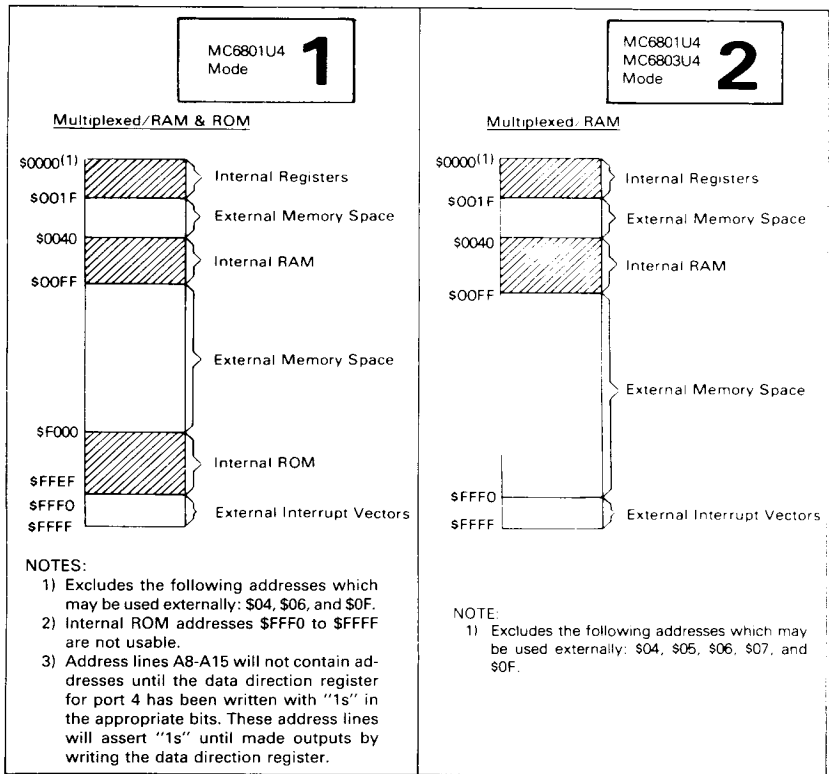 MC6801U4
Mode
1
Multiplexed/RAM & ROM
$0000(1)
Internal Registers
$001F
External Memory Space
$0040
Internal RAM
$00FF
External Memory Space
$F000
Internal ROM
$FFEF
$FFF0
External Interrupt Vectors
$FFFF
NOTES:
1) Excludes the following addresses which
may be used externally: $04, $06, and $0F.
2) Internal ROM addresses $FFF0 to $FFFF
are not usable.
3) Address lines A8-A15 will not contain ad-
dresses until the data direction register
for port 4 has been written with "1s" in
the appropriate bits. These address lines
will assert "1s" until made outputs by
writing the data direction register.
MC6801U4
MC6803U4
Mode
2
Multiplexed/RAM
$0000(1)
Internal Registers
$001F
External Memory Space
$0040
Internal RAM
$00FF
External Memory Space
$FFF0
External Interrupt Vectors
$FFFF
NOTE:
1) Excludes the following addresses which may
be used externally: $04, $05, $06, $07, and
$0F.